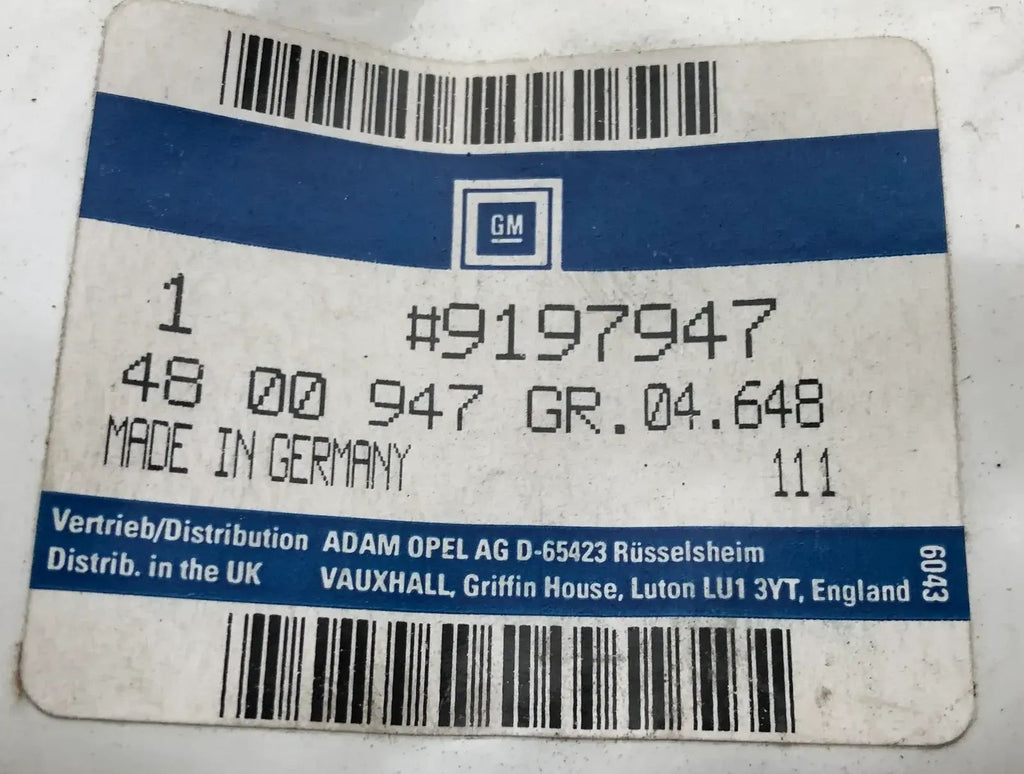 GM
1 #9197947
48 00 947 GR.04.648
MADE IN GERMANY 111
Vertrieb/Distribution ADAM OPEL AG D-65423 Rüsselsheim
Distrib. in the UK VAUXHALL, Griffin House, Luton LU1 3YT, England
6043